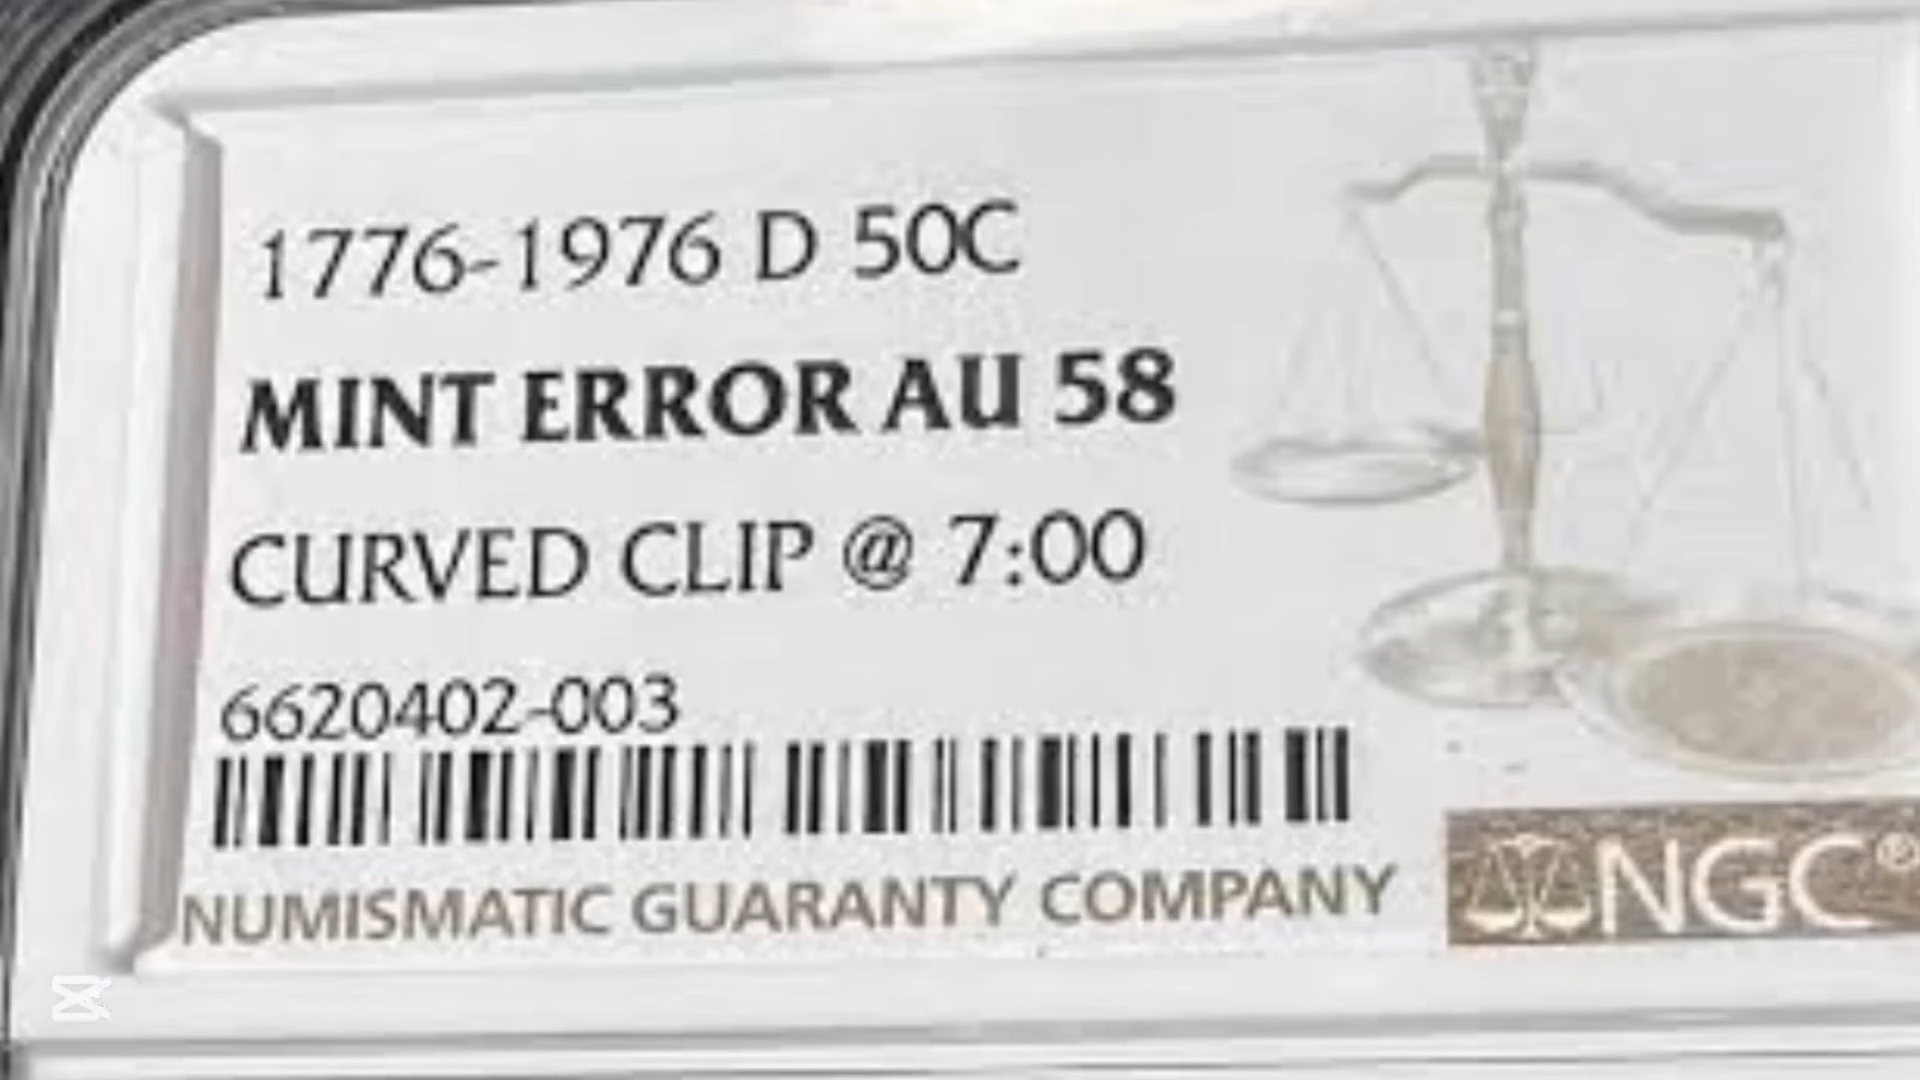 1776-1976 D 50C
MINT ERROR AU 58
CURVED CLIP @ 7:00
6620402-003
NUMISMATIC GUARANTY COMPANY
NGC®